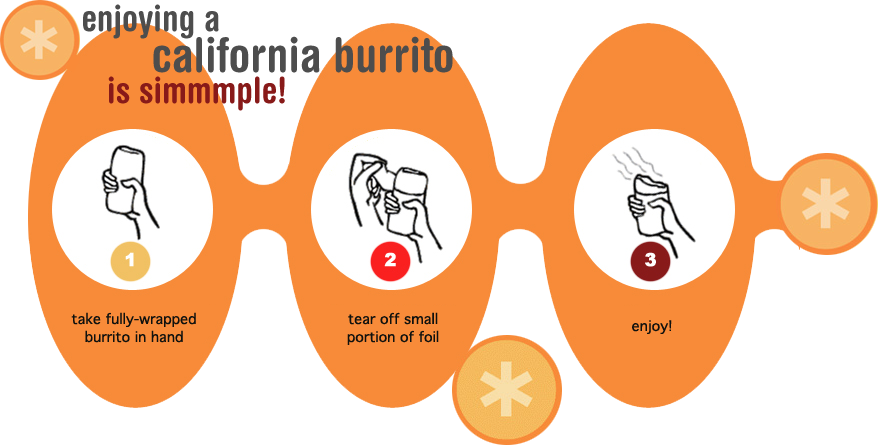 enjoying a
california burrito
is simmmple!
1
2
3
take fully-wrapped
burrito in hand
tear off small
portion of foil
enjoy!